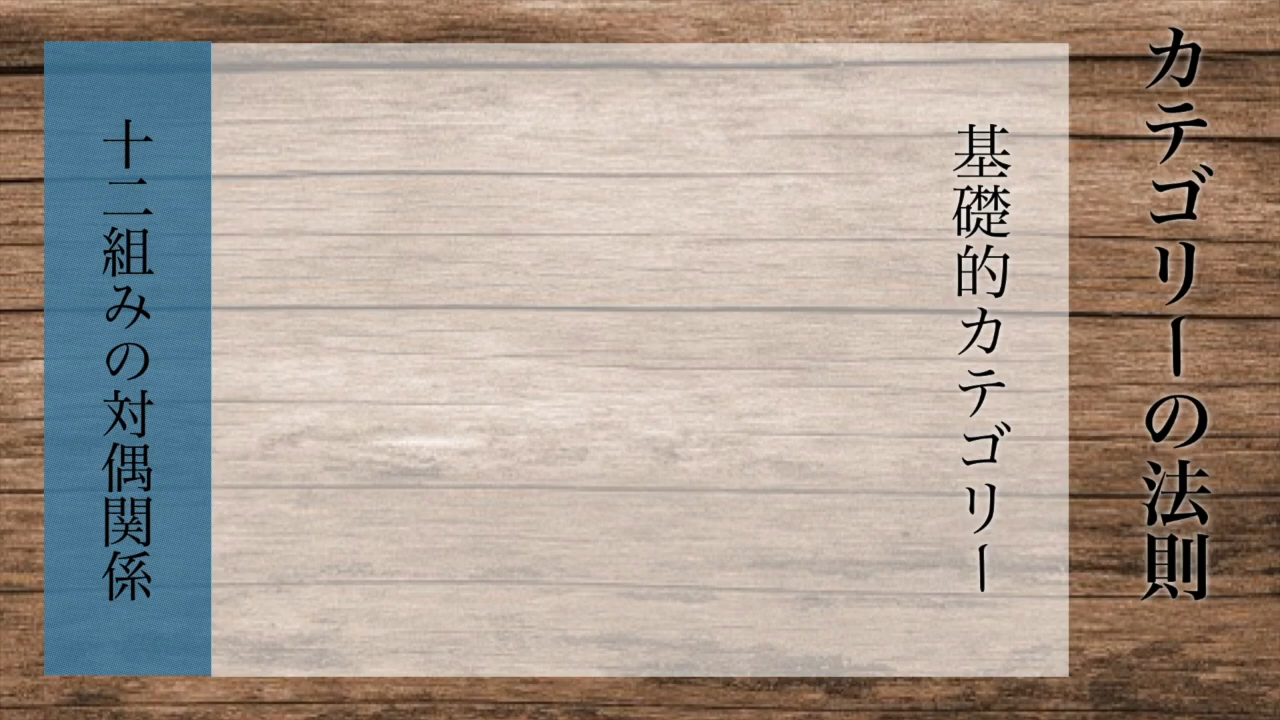 カテゴリーの法則
基礎的カテゴリー
十二組みの対偶関係